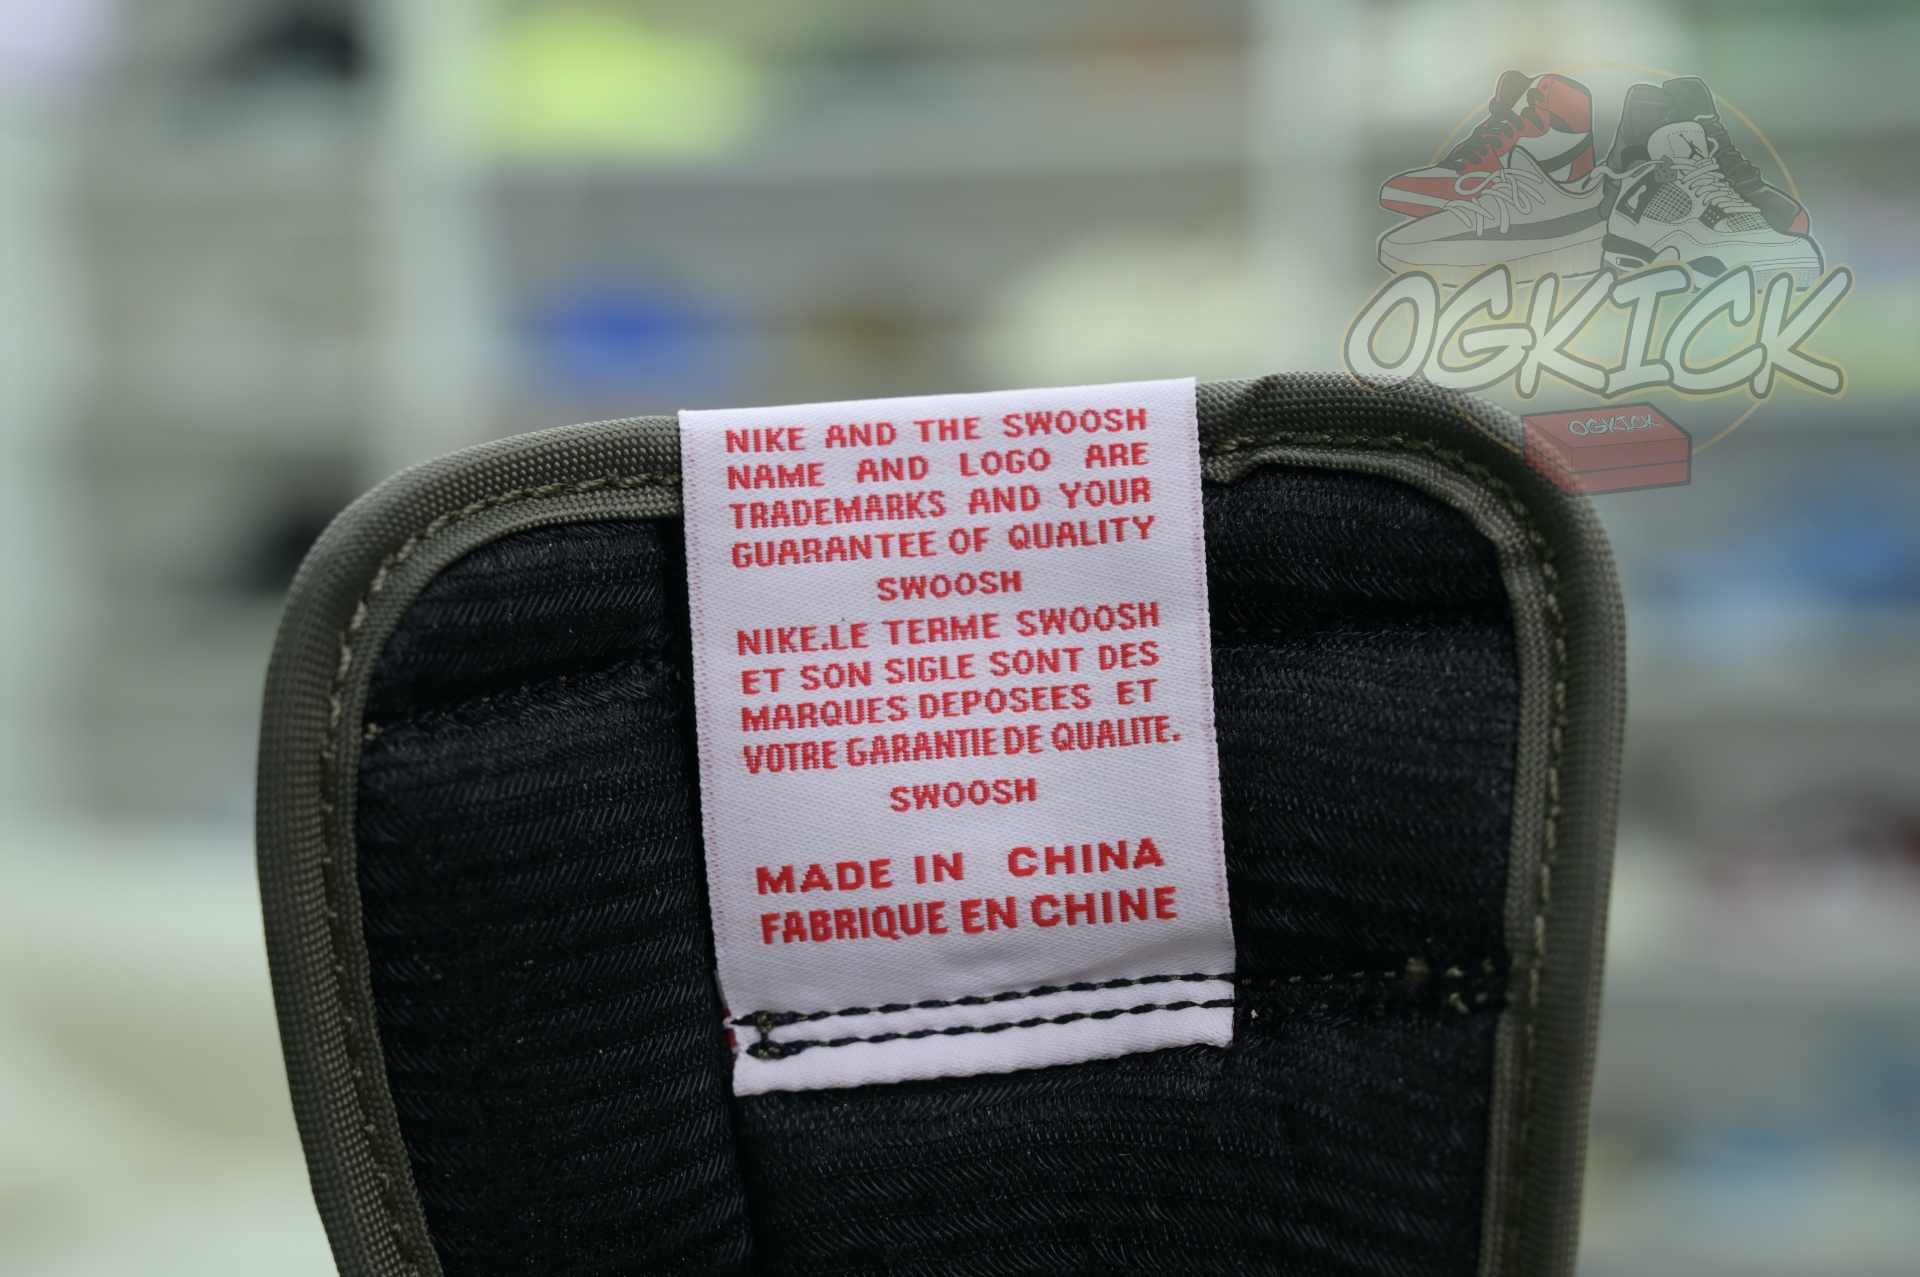 OGKICK
OGKICK
NIKE AND THE SWOOSH
NAME AND LOGO ARE
TRADEMARKS AND YOUR
GUARANTEE OF QUALITY
SWOOSH
NIKE.LE TERME SWOOSH
ET SON SIGLE SONT DES
MARQUES DEPOSEES ET
VOTRE GARANTIE DE QUALITE.
SWOOSH
MADE IN CHINA
FABRIQUE EN CHINE